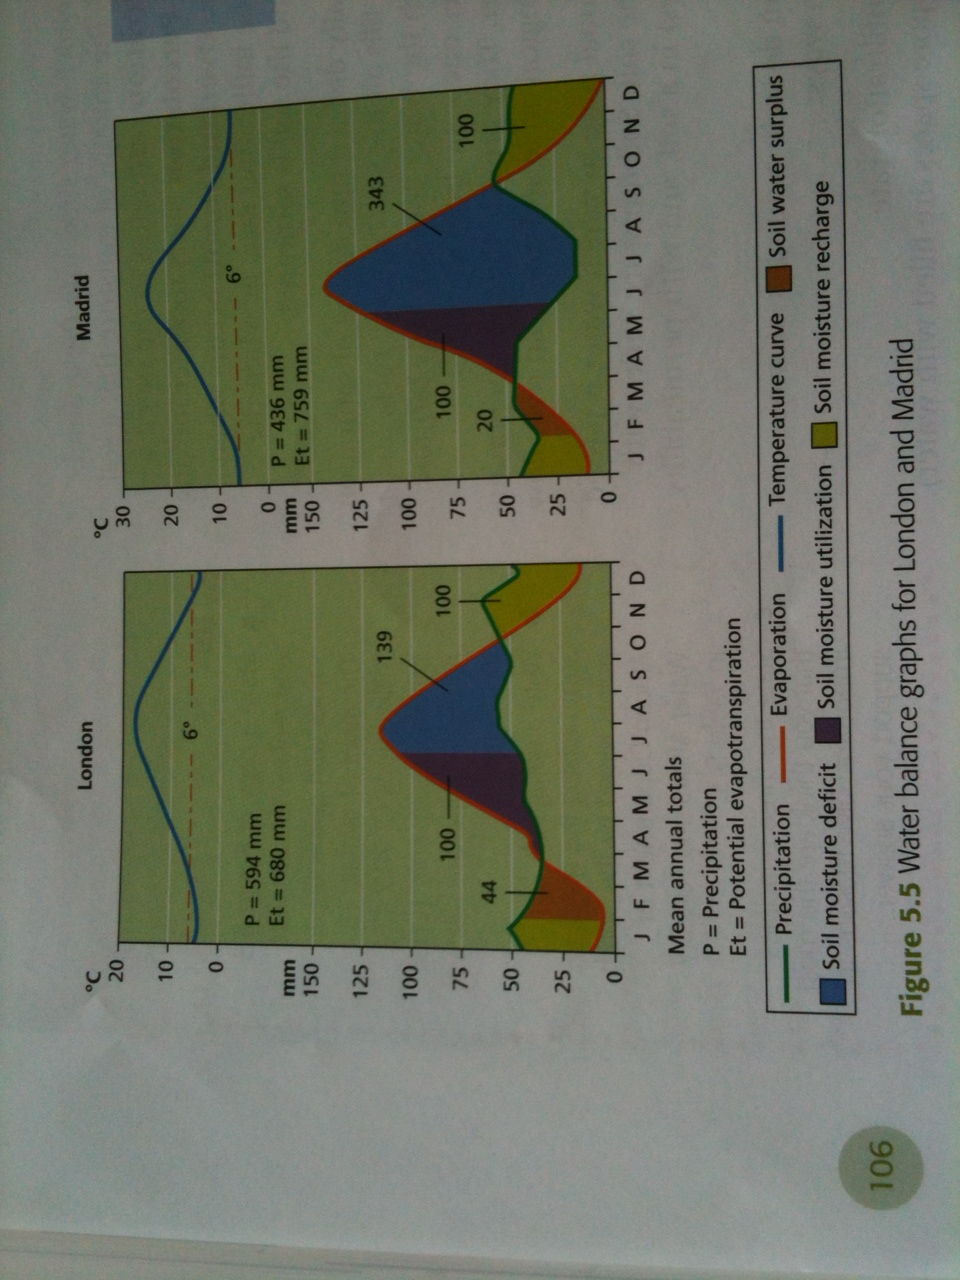 London
°C
20
10
0
6°
P = 594 mm
Et = 680 mm
mm
150
125
100
75
50
25
0
44
100
139
100
J F M A M J J A S O N D
Madrid
°C
30
20
10
0
6°
P = 436 mm
Et = 759 mm
mm
150
125
100
75
50
25
0
20
100
343
100
J F M A M J J A S O N D
Mean annual totals
P = Precipitation
Et = Potential evapotranspiration
Precipitation Evaporation Temperature curve Soil water surplus
Soil moisture deficit Soil moisture utilization Soil moisture recharge
Figure 5.5 Water balance graphs for London and Madrid
106